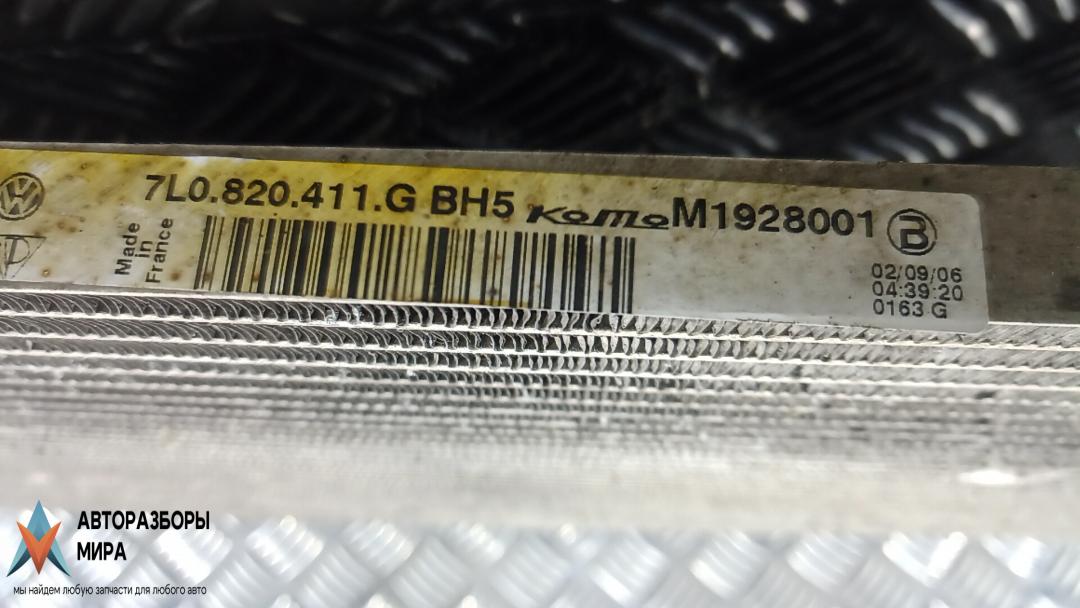 7L0.820.411.G BH5 KoMo M1928001 B
Made
in
France
02/09/06
04:39:20
0163 G
АВТОРАЗБОРЫ
МИРА
мы найдем любую запчасти для любого авто